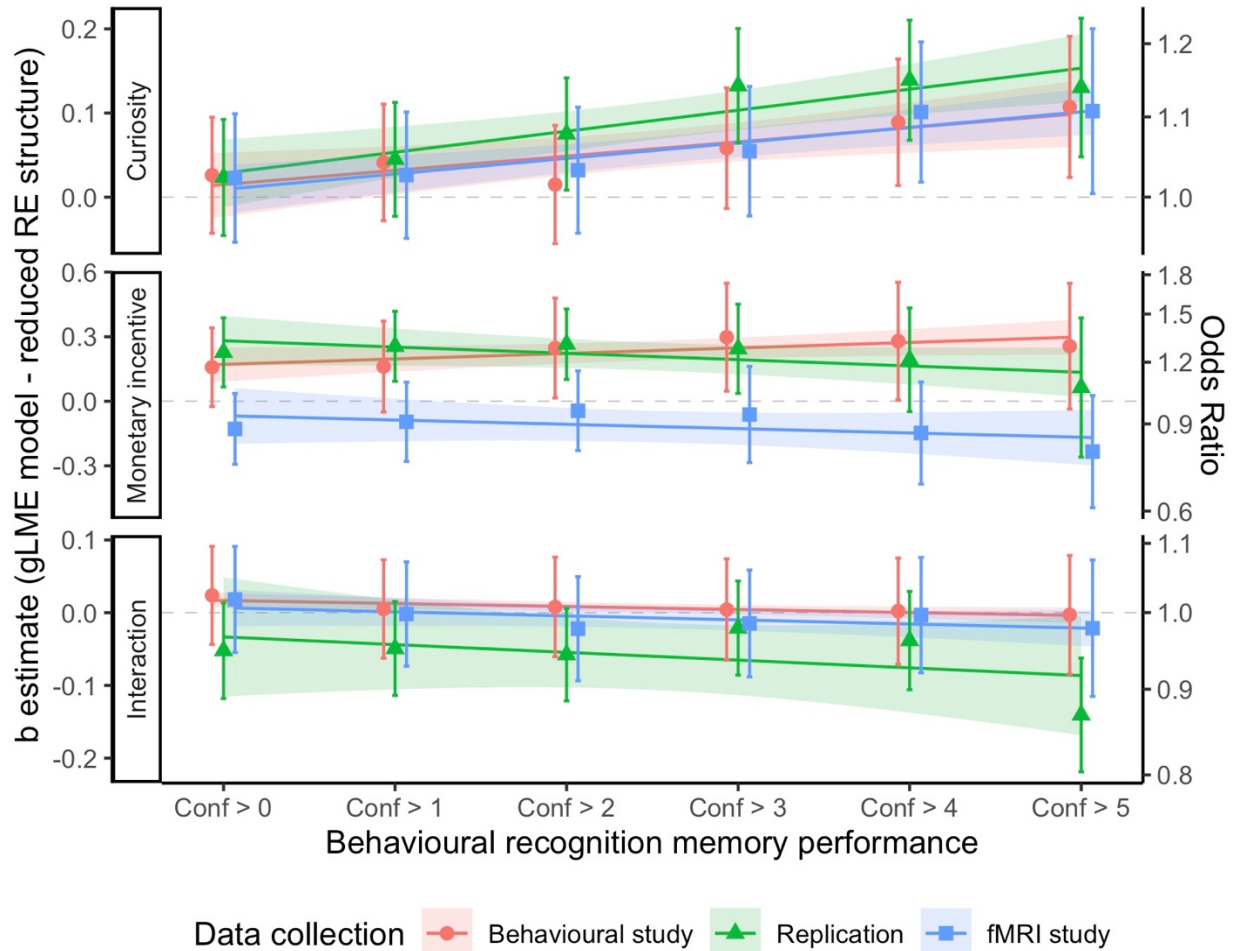 b estimate (gLME model - reduced RE structure)
Curiosity
0.2
0.1
0.0
1.2
1.1
1.0
Monetary incentive
0.6
0.3
0.0
-0.3
1.8
1.5
1.2
0.9
0.6
Interaction
0.1
0.0
-0.1
-0.2
1.1
1.0
0.9
0.8
Odds Ratio
Conf > 0 Conf > 1 Conf > 2 Conf > 3 Conf > 4 Conf > 5
Behavioural recognition memory performance
Data collection Behavioural study Replication fMRI study